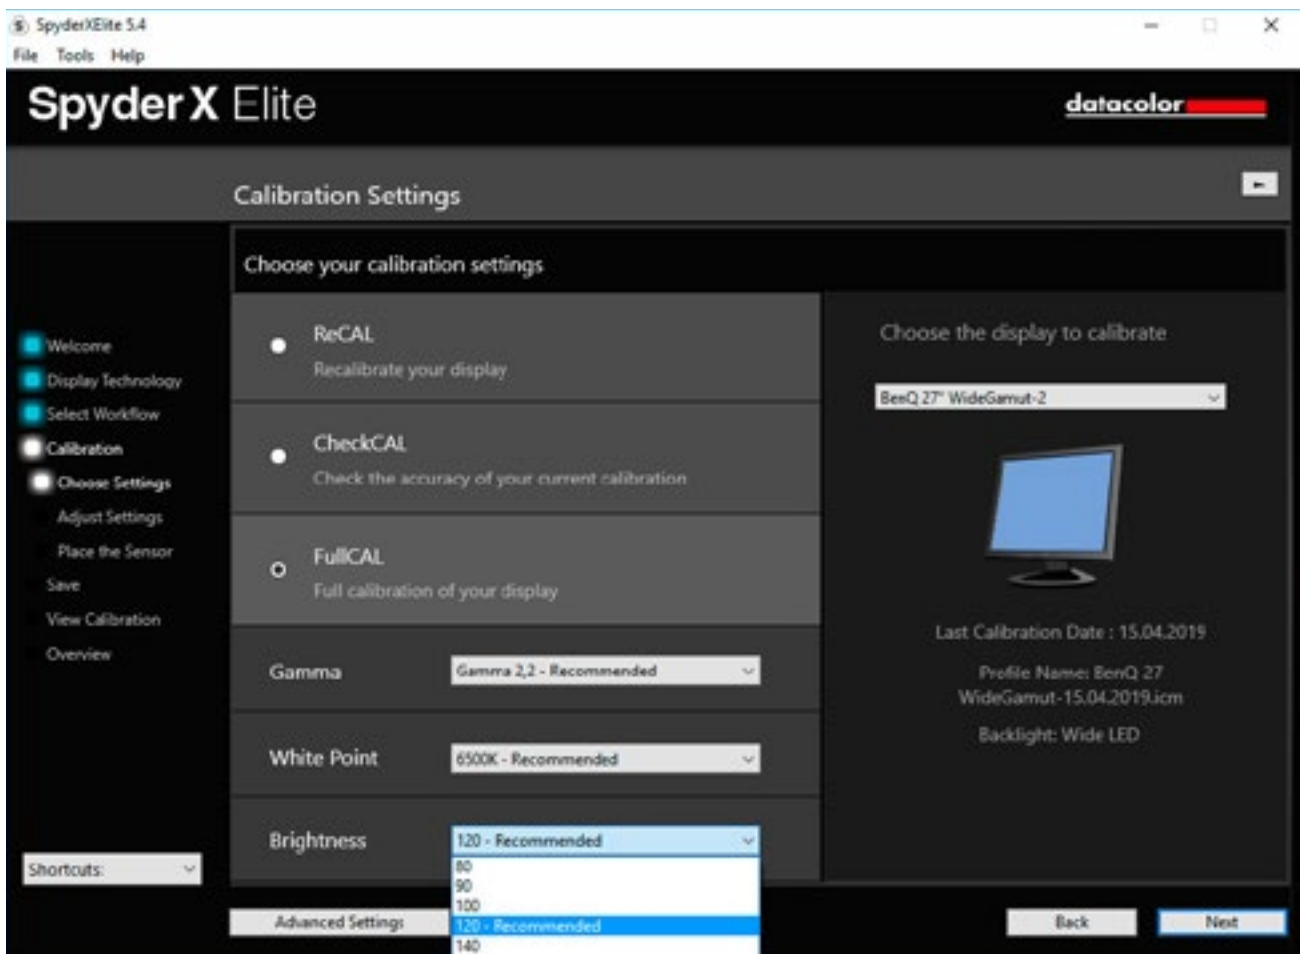 SpyderXElite 5.4
File Tools Help
SpyderX Elite
datacolor
Calibration Settings
Choose your calibration settings
Welcome
Display Technology
Select Workflow
Calibration
Choose Settings
Adjust Settings
Place the Sensor
Save
View Calibration
Overview
Shortcuts:
ReCAL
Recalibrate your display
CheckCAL
Check the accuracy of your current calibration
FullCAL
Full calibration of your display
Gamma
Gamma 2,2 - Recommended
White Point
6500K - Recommended
Brightness
120 - Recommended
80
90
100
120 - Recommended
140
Choose the display to calibrate
BenQ 27" WideGamut-2
Last Calibration Date : 15.04.2019
Profile Name: BenQ 27
WideGamut-15.04.2019.icm
Backlight: Wide LED
Advanced Settings
Back
Next